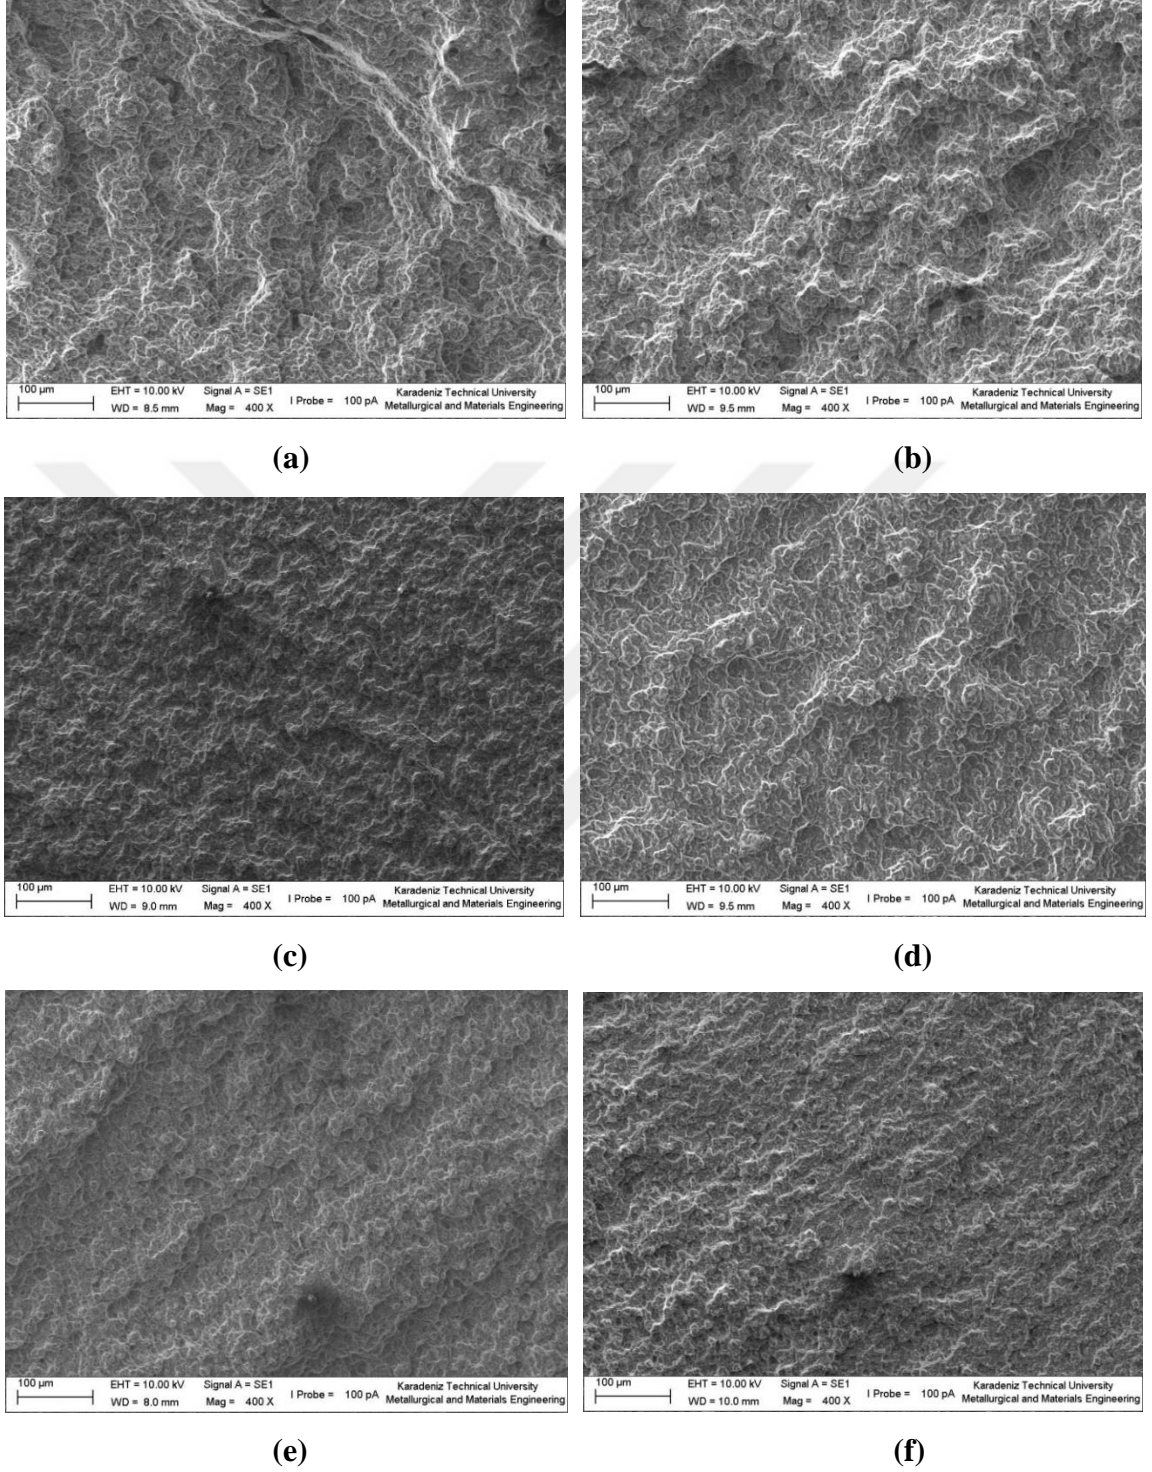 100 µm EHT = 10.00 kV Signal A = SE1 I Probe = 100 pA Karadeniz Technical University
WD = 8.5 mm Mag = 400 X Metallurgical and Materials Engineering
100 µm EHT = 10.00 kV Signal A = SE1 I Probe = 100 pA Karadeniz Technical University
WD = 9.5 mm Mag = 400 X Metallurgical and Materials Engineering
(a) (b)
100 µm EHT = 10.00 kV Signal A = SE1 I Probe = 100 pA Karadeniz Technical University
WD = 9.0 mm Mag = 400 X Metallurgical and Materials Engineering
100 µm EHT = 10.00 kV Signal A = SE1 I Probe = 100 pA Karadeniz Technical University
WD = 9.5 mm Mag = 400 X Metallurgical and Materials Engineering
(c) (d)
100 µm EHT = 10.00 kV Signal A = SE1 I Probe = 100 pA Karadeniz Technical University
WD = 8.0 mm Mag = 400 X Metallurgical and Materials Engineering
100 µm EHT = 10.00 kV Signal A = SE1 I Probe = 100 pA Karadeniz Technical University
WD = 10.0 mm Mag = 400 X Metallurgical and Materials Engineering
(e) (f)